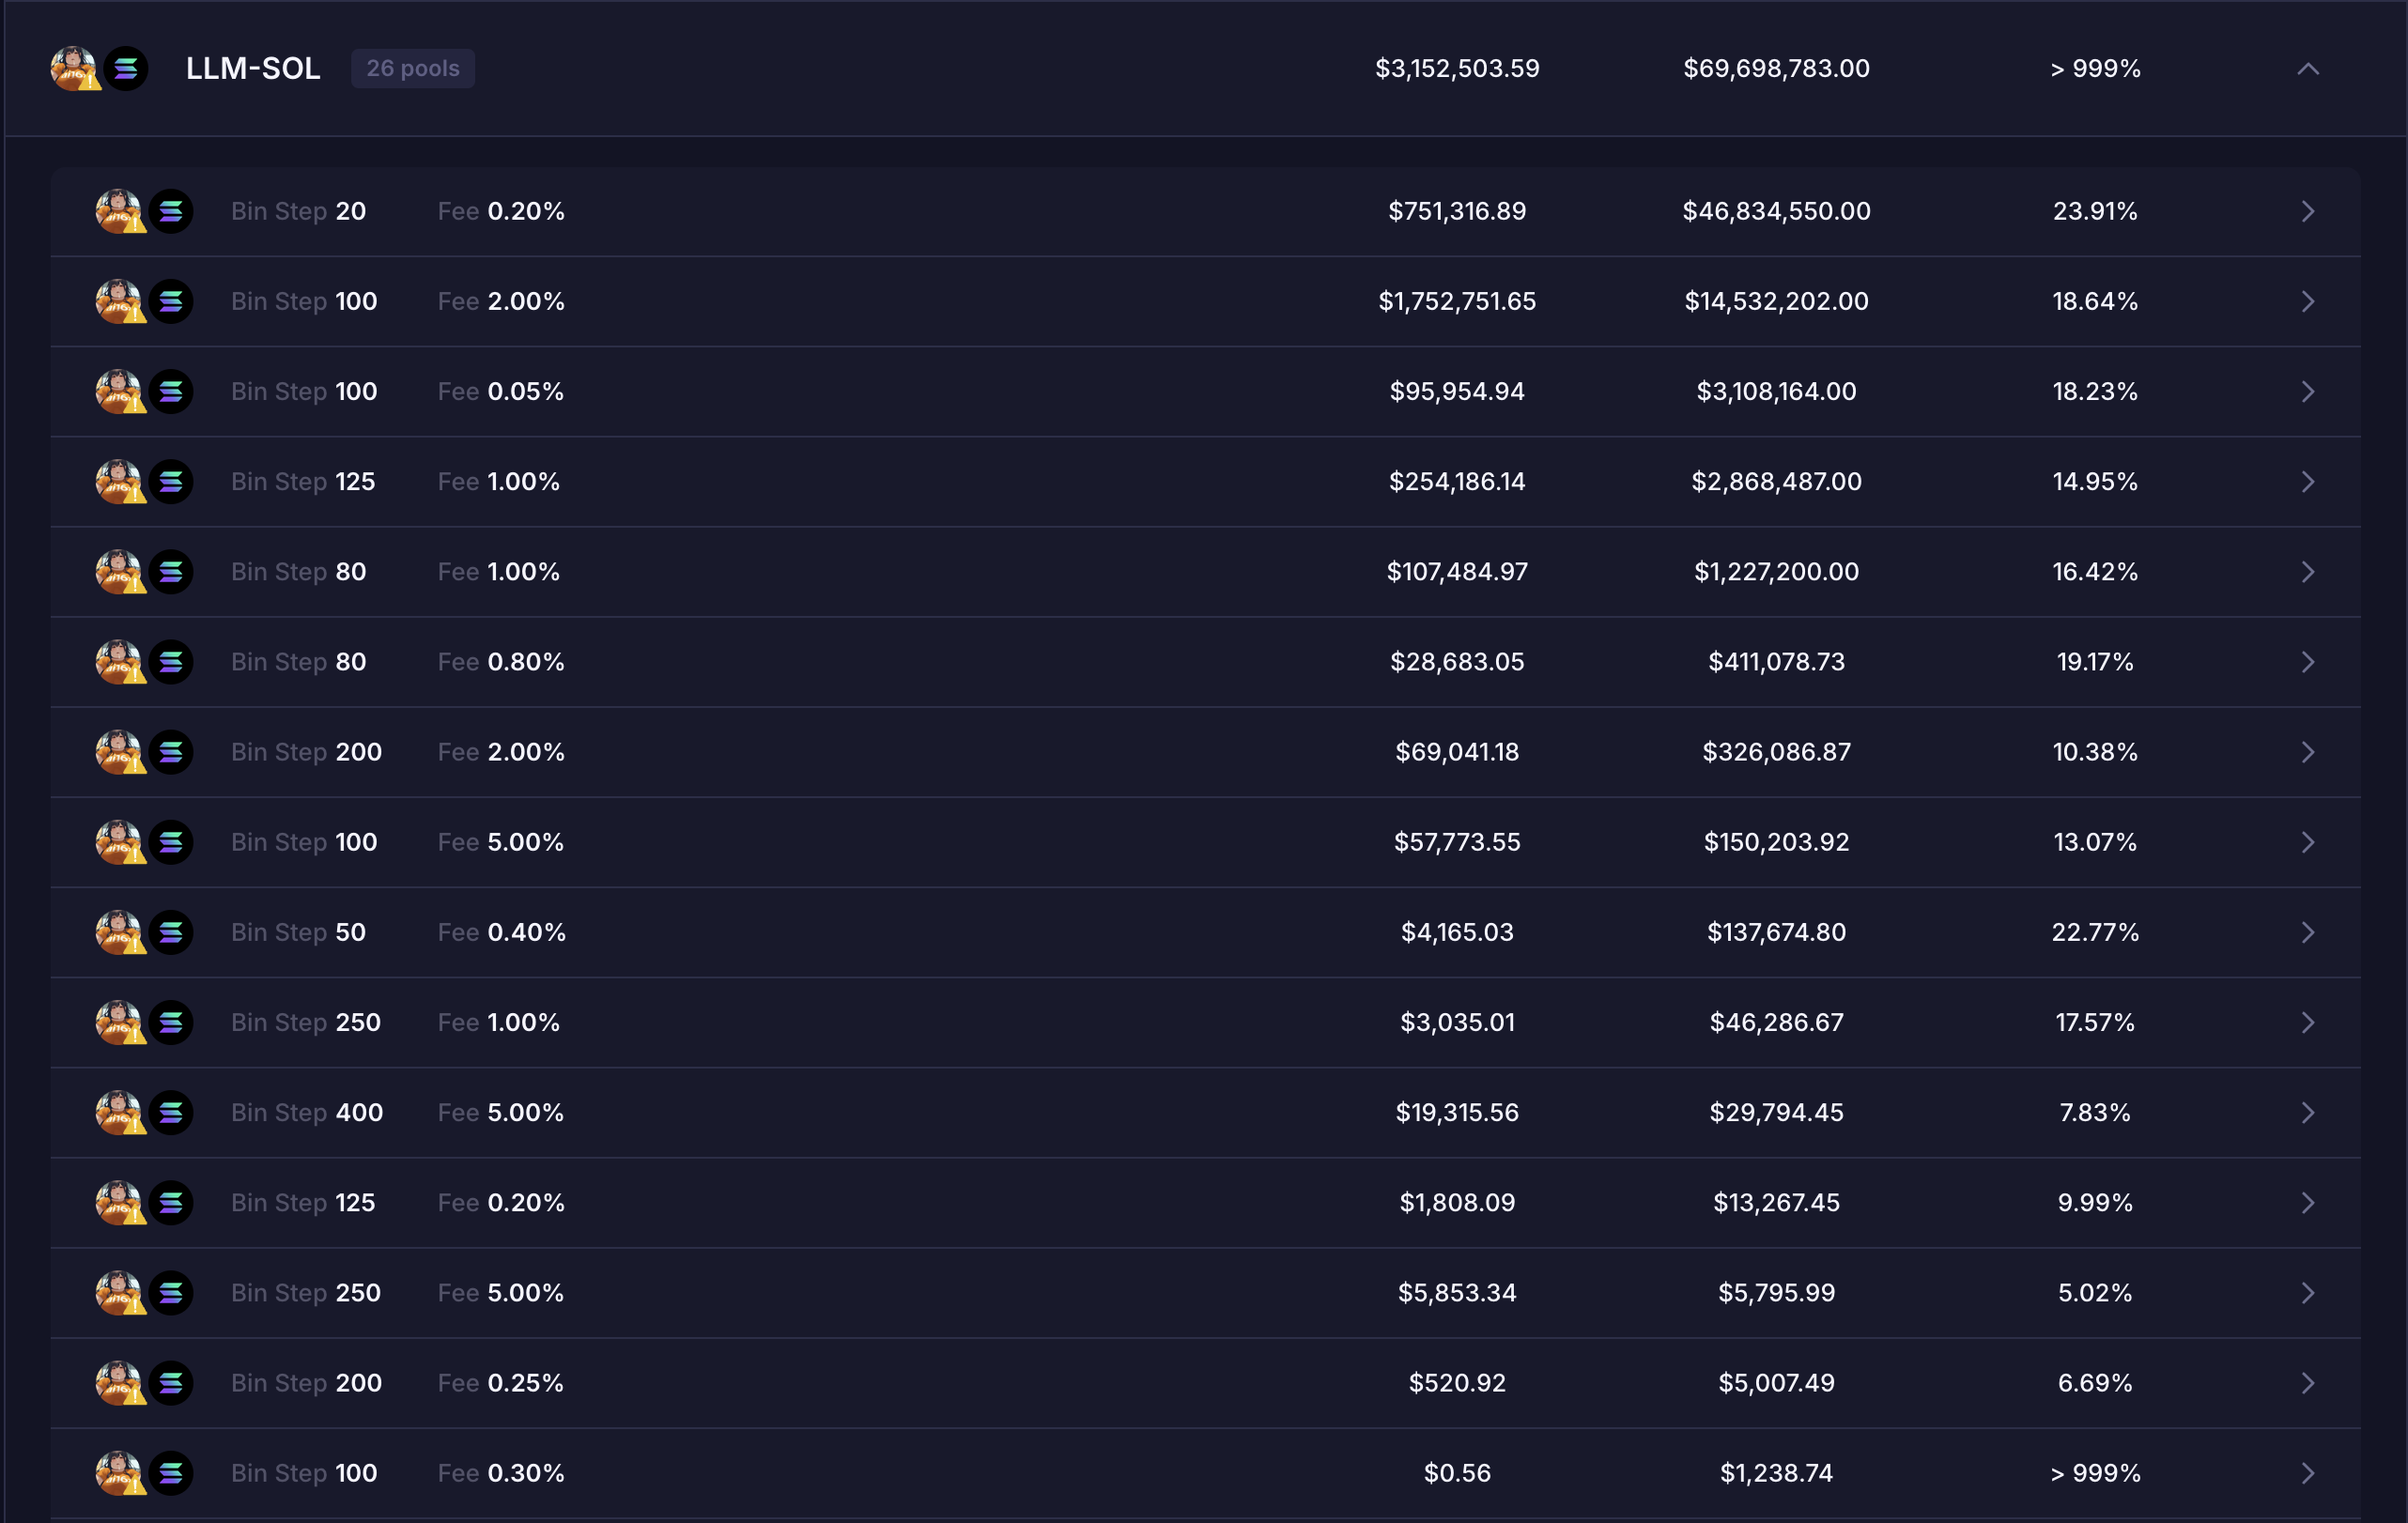 LLM-SOL 26 pools $3,152,503.59 $69,698,783.00 > 999%
Bin Step 20 Fee 0.20% $751,316.89 $46,834,550.00 23.91%
Bin Step 100 Fee 2.00% $1,752,751.65 $14,532,202.00 18.64%
Bin Step 100 Fee 0.05% $95,954.94 $3,108,164.00 18.23%
Bin Step 125 Fee 1.00% $254,186.14 $2,868,487.00 14.95%
Bin Step 80 Fee 1.00% $107,484.97 $1,227,200.00 16.42%
Bin Step 80 Fee 0.80% $28,683.05 $411,078.73 19.17%
Bin Step 200 Fee 2.00% $69,041.18 $326,086.87 10.38%
Bin Step 100 Fee 5.00% $57,773.55 $150,203.92 13.07%
Bin Step 50 Fee 0.40% $4,165.03 $137,674.80 22.77%
Bin Step 250 Fee 1.00% $3,035.01 $46,286.67 17.57%
Bin Step 400 Fee 5.00% $19,315.56 $29,794.45 7.83%
Bin Step 125 Fee 0.20% $1,808.09 $13,267.45 9.99%
Bin Step 250 Fee 5.00% $5,853.34 $5,795.99 5.02%
Bin Step 200 Fee 0.25% $520.92 $5,007.49 6.69%
Bin Step 100 Fee 0.30% $0.56 $1,238.74 > 999%